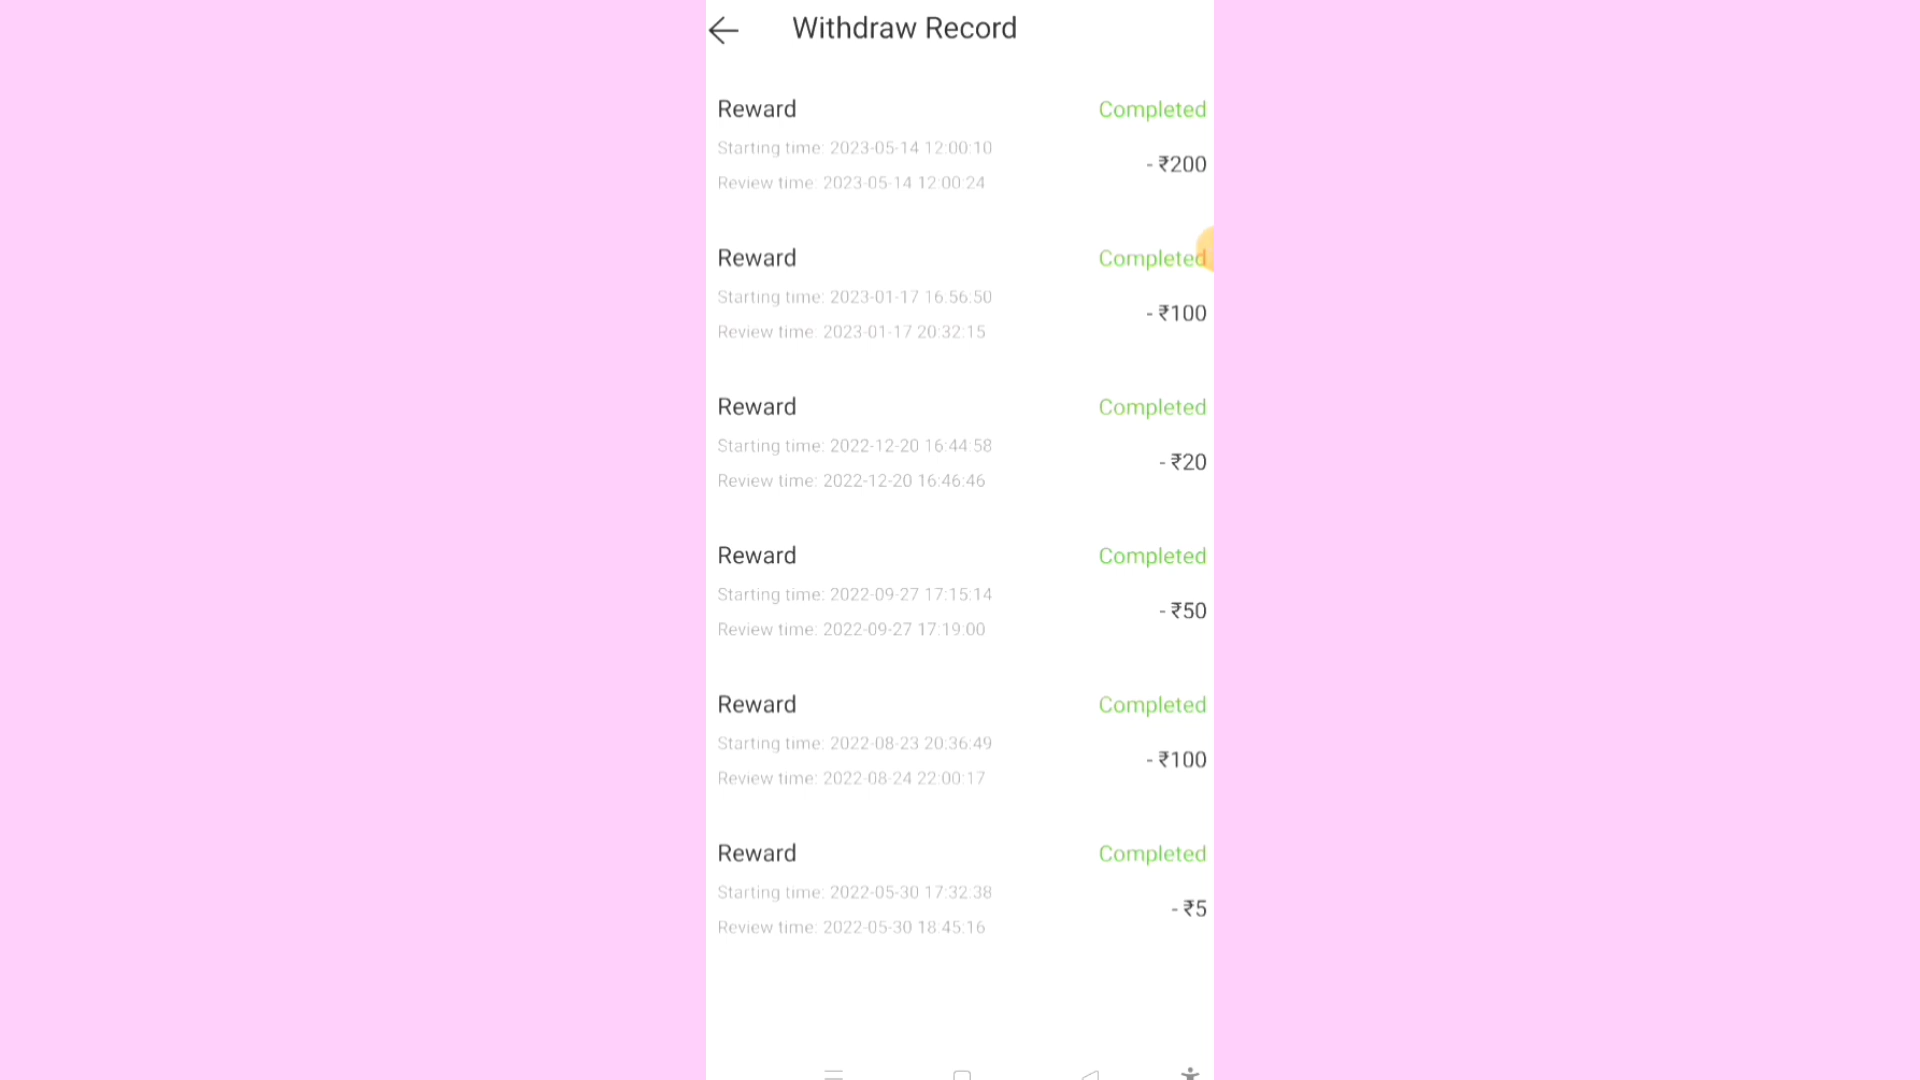 Withdraw Record
Reward Completed
Starting time: 2023-05-14 12:00:10
- ₹200
Review time: 2023-05-14 12:00:24
Reward Completed
Starting time: 2023-01-17 16:56:50
- ₹100
Review time: 2023-01-17 20:32:15
Reward Completed
Starting time: 2022-12-20 16:44:58
- ₹20
Review time: 2022-12-20 16:46:46
Reward Completed
Starting time: 2022-09-27 17:15:14
- ₹50
Review time: 2022-09-27 17:19:00
Reward Completed
Starting time: 2022-08-23 20:36:49
- ₹100
Review time: 2022-08-24 22:00:17
Reward Completed
Starting time: 2022-05-30 17:32:38
- ₹5
Review time: 2022-05-30 18:45:16